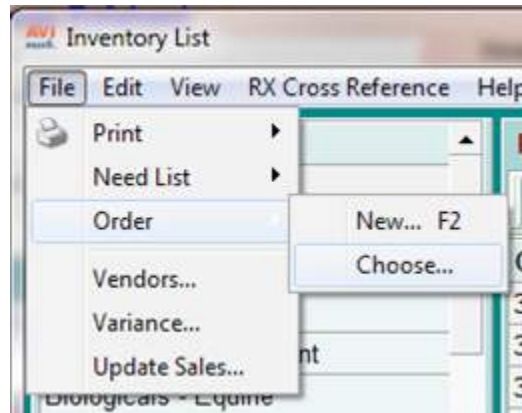 AVI
mark
Inventory List
File Edit View RX Cross Reference Help
Print
Need List
Order
New... F2
Choose...
Vendors...
Variance...
Update Sales...
nt
Biologicals - Equine